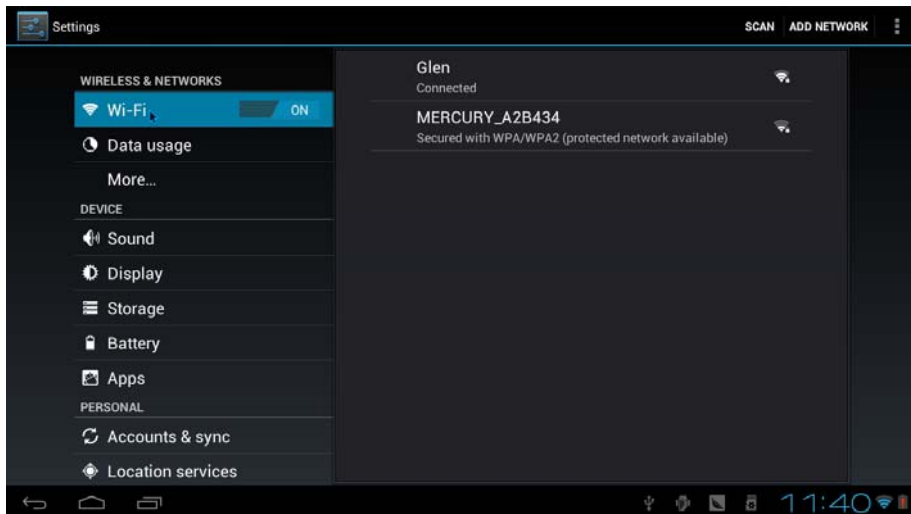 Settings
SCAN ADD NETWORK
WIRELESS & NETWORKS
Wi-Fi ON
Data usage
More...
DEVICE
Sound
Display
Storage
Battery
Apps
PERSONAL
Accounts & sync
Location services
Glen
Connected
MERCURY_A2B434
Secured with WPA/WPA2 (protected network available)
11:40